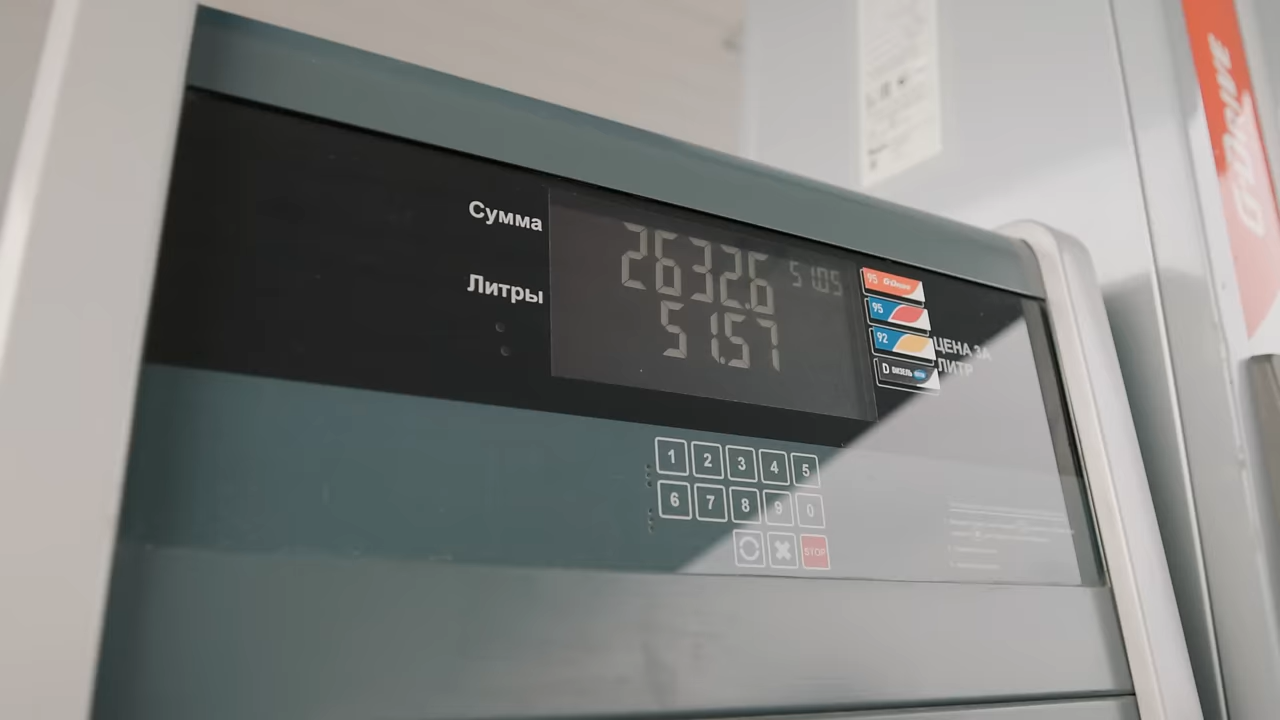 Сумма
2632.6
51.05
Литры
51.57
95 G-Drive
95
92
D ДИЗЕЛЬ
ЦЕНА ЗА
ЛИТР
1 2 3 4 5
6 7 8 9 0
STOP
G-DRIVE